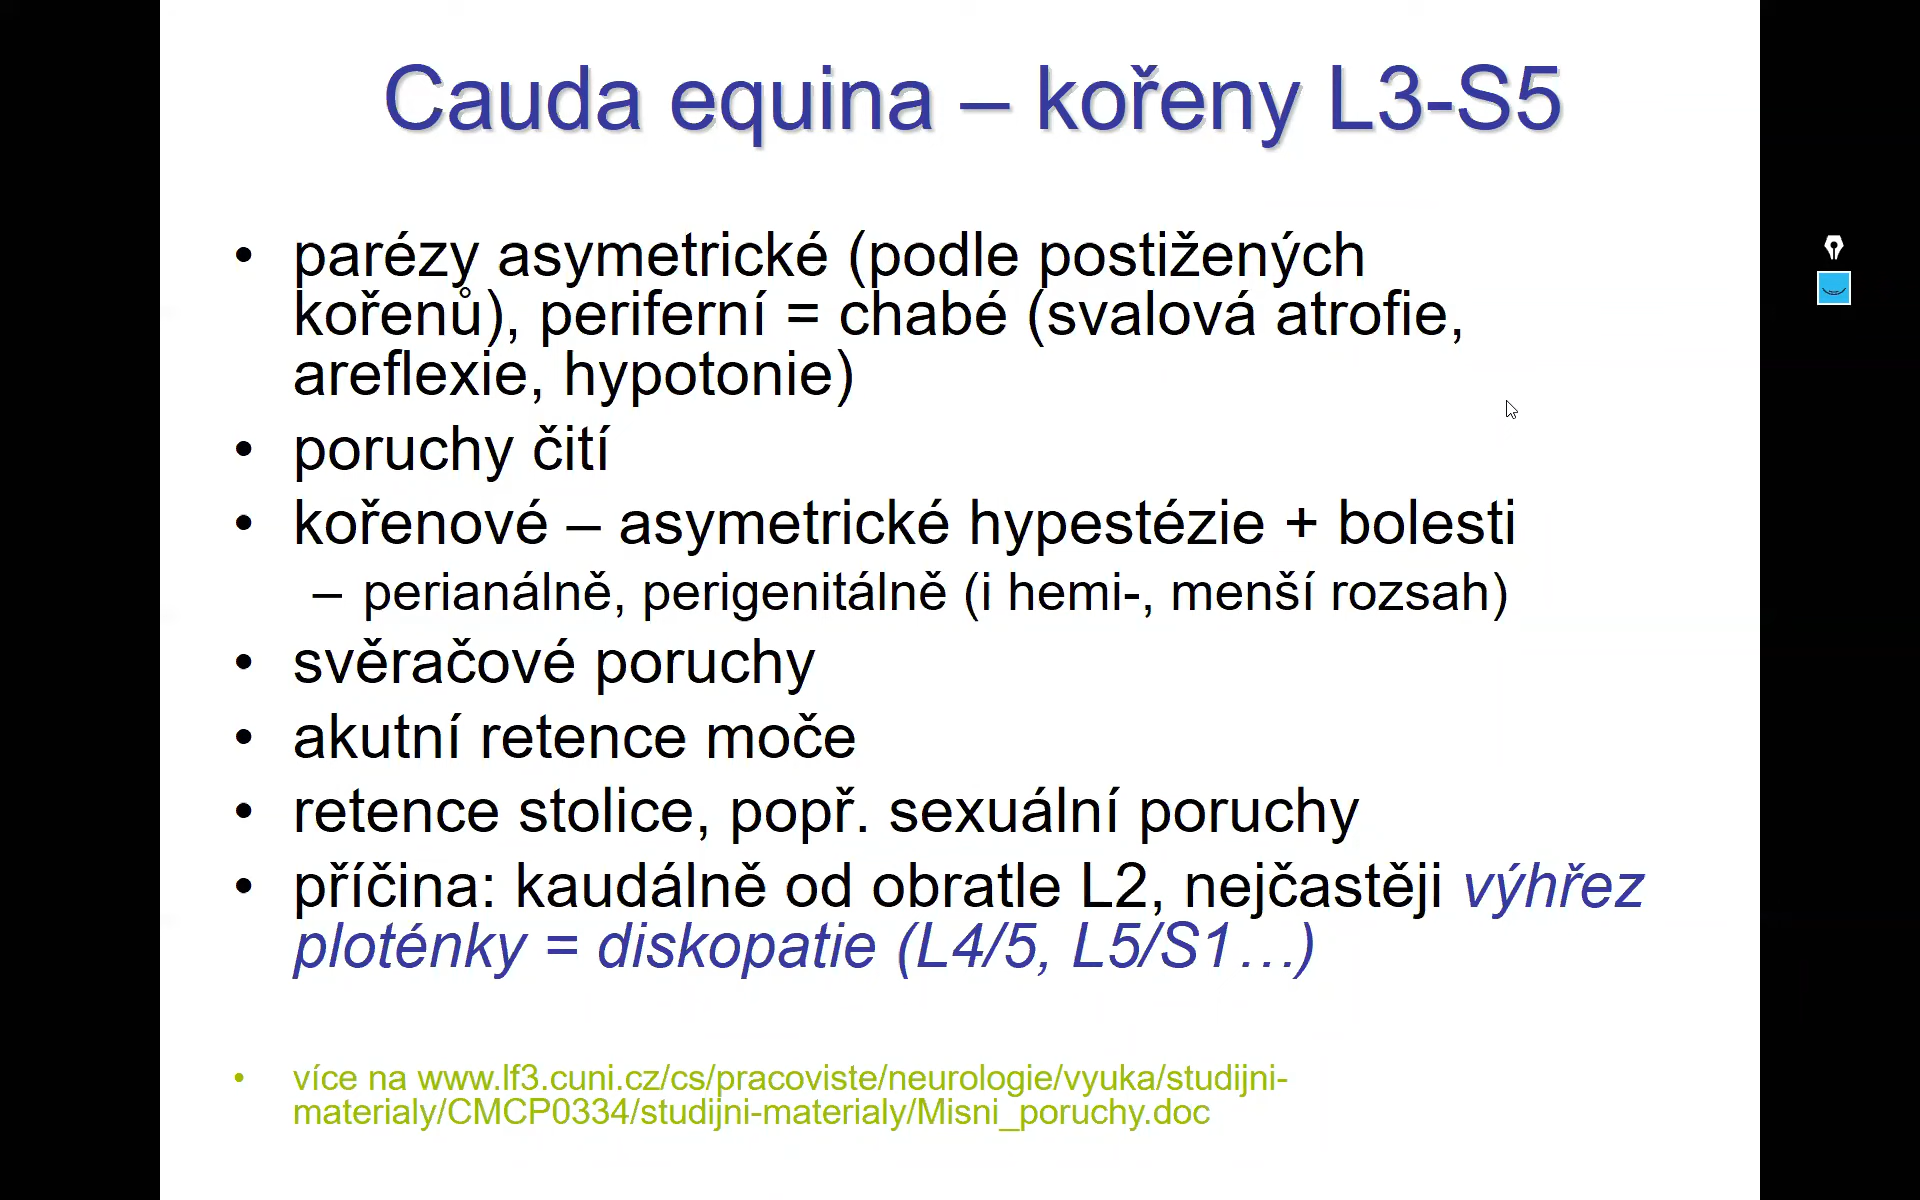 Cauda equina – kořeny L3-S5
• parézy asymetrické (podle postižených
kořenů), periferní = chabé (svalová atrofie,
areflexie, hypotonie)
• poruchy čití
• kořenové – asymetrické hypestézie + bolesti
– perianálně, perigenitálně (i hemi-, menší rozsah)
• svěračové poruchy
• akutní retence moče
• retence stolice, popř. sexuální poruchy
• příčina: kaudálně od obratle L2, nejčastěji výhřez
ploténky = diskopatie (L4/5, L5/S1…)
• více na www.lf3.cuni.cz/cs/pracoviste/neurologie/vyuka/studijni-
materialy/CMCP0334/studijni-materialy/Misni_poruchy.doc